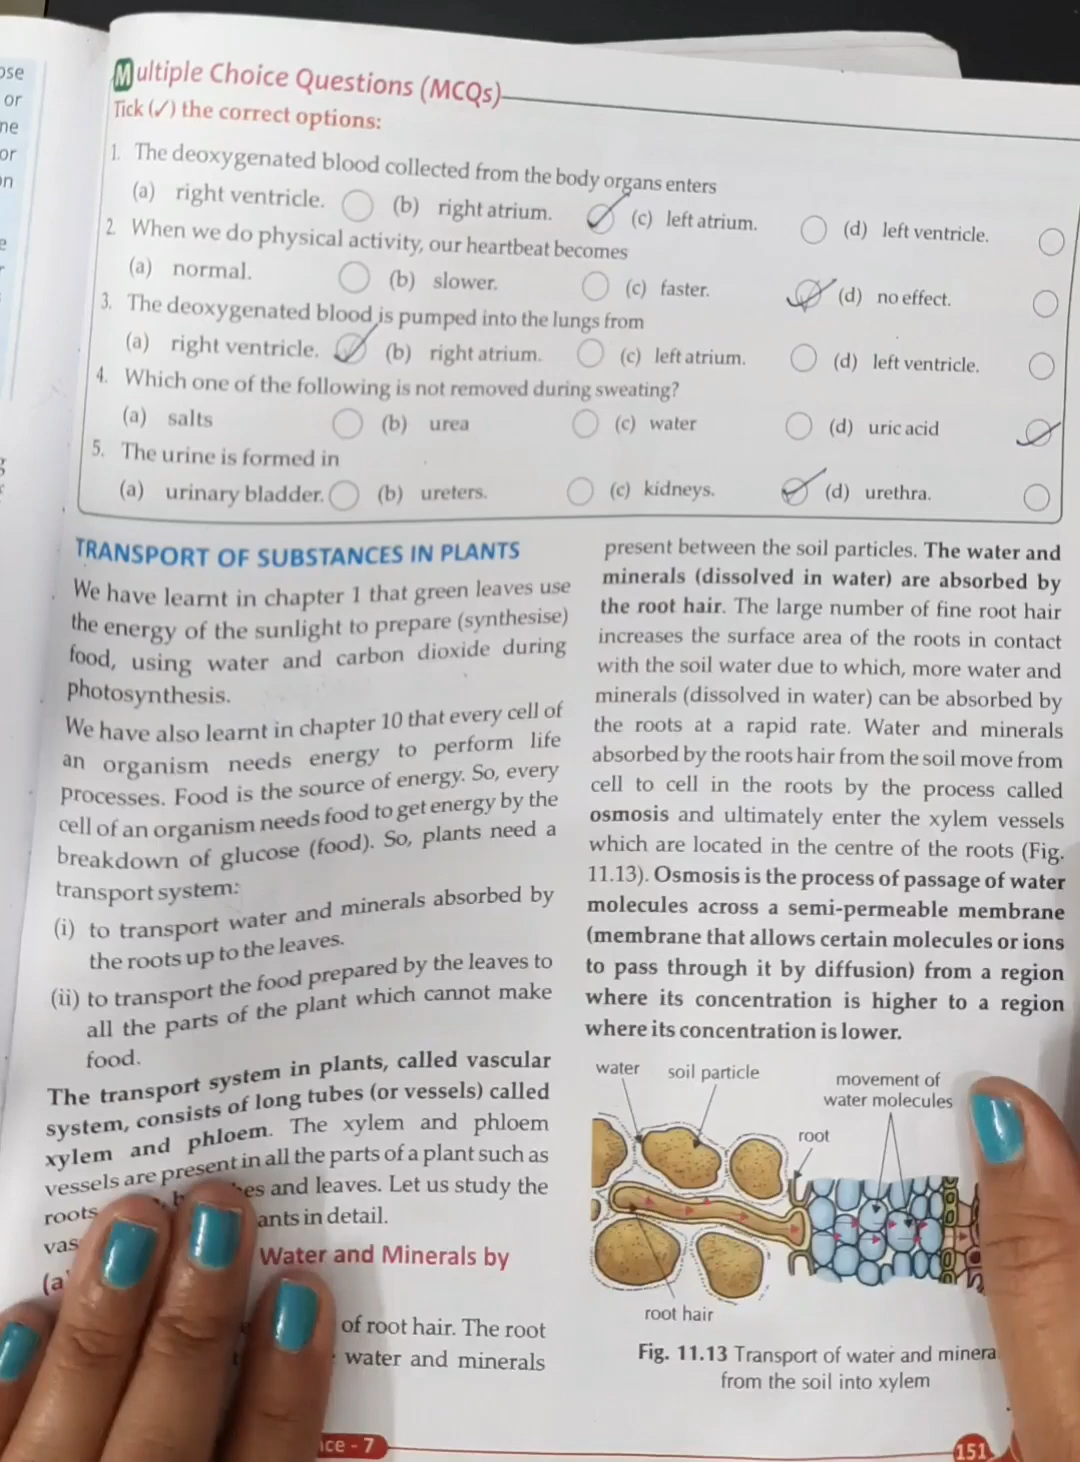 ose
or
ne
or
on
e
Multiple Choice Questions (MCQs)
Tick (✓) the correct options:
1. The deoxygenated blood collected from the body organs enters
(a) right ventricle. (b) right atrium. (c) left atrium. (d) left ventricle.
2. When we do physical activity, our heartbeat becomes
(a) normal. (b) slower. (c) faster. (d) no effect.
3. The deoxygenated blood is pumped into the lungs from
(a) right ventricle. (b) right atrium. (c) left atrium. (d) left ventricle.
4. Which one of the following is not removed during sweating?
(a) salts (b) urea (c) water (d) uric acid
5. The urine is formed in
(a) urinary bladder. (b) ureters. (c) kidneys. (d) urethra.
TRANSPORT OF SUBSTANCES IN PLANTS
We have learnt in chapter 1 that green leaves use
the energy of the sunlight to prepare (synthesise)
food, using water and carbon dioxide during
photosynthesis.
We have also learnt in chapter 10 that every cell of
an organism needs energy to perform life
processes. Food is the source of energy. So, every
cell of an organism needs food to get energy by the
breakdown of glucose (food). So, plants need a
transport system:
(i) to transport water and minerals absorbed by
the roots up to the leaves.
(ii) to transport the food prepared by the leaves to
all the parts of the plant which cannot make
food.
The transport system in plants, called vascular
system, consists of long tubes (or vessels) called
xylem and phloem. The xylem and phloem
vessels are present in all the parts of a plant such as
roots, b es and leaves. Let us study the
vas ants in detail.
(a Water and Minerals by
of root hair. The root
water and minerals
present between the soil particles. The water and
minerals (dissolved in water) are absorbed by
the root hair. The large number of fine root hair
increases the surface area of the roots in contact
with the soil water due to which, more water and
minerals (dissolved in water) can be absorbed by
the roots at a rapid rate. Water and minerals
absorbed by the roots hair from the soil move from
cell to cell in the roots by the process called
osmosis and ultimately enter the xylem vessels
which are located in the centre of the roots (Fig.
11.13). Osmosis is the process of passage of water
molecules across a semi-permeable membrane
(membrane that allows certain molecules or ions
to pass through it by diffusion) from a region
where its concentration is higher to a region
where its concentration is lower.
water soil particle movement of
water molecules
root
root hair
Fig. 11.13 Transport of water and minera
from the soil into xylem
ice - 7
151